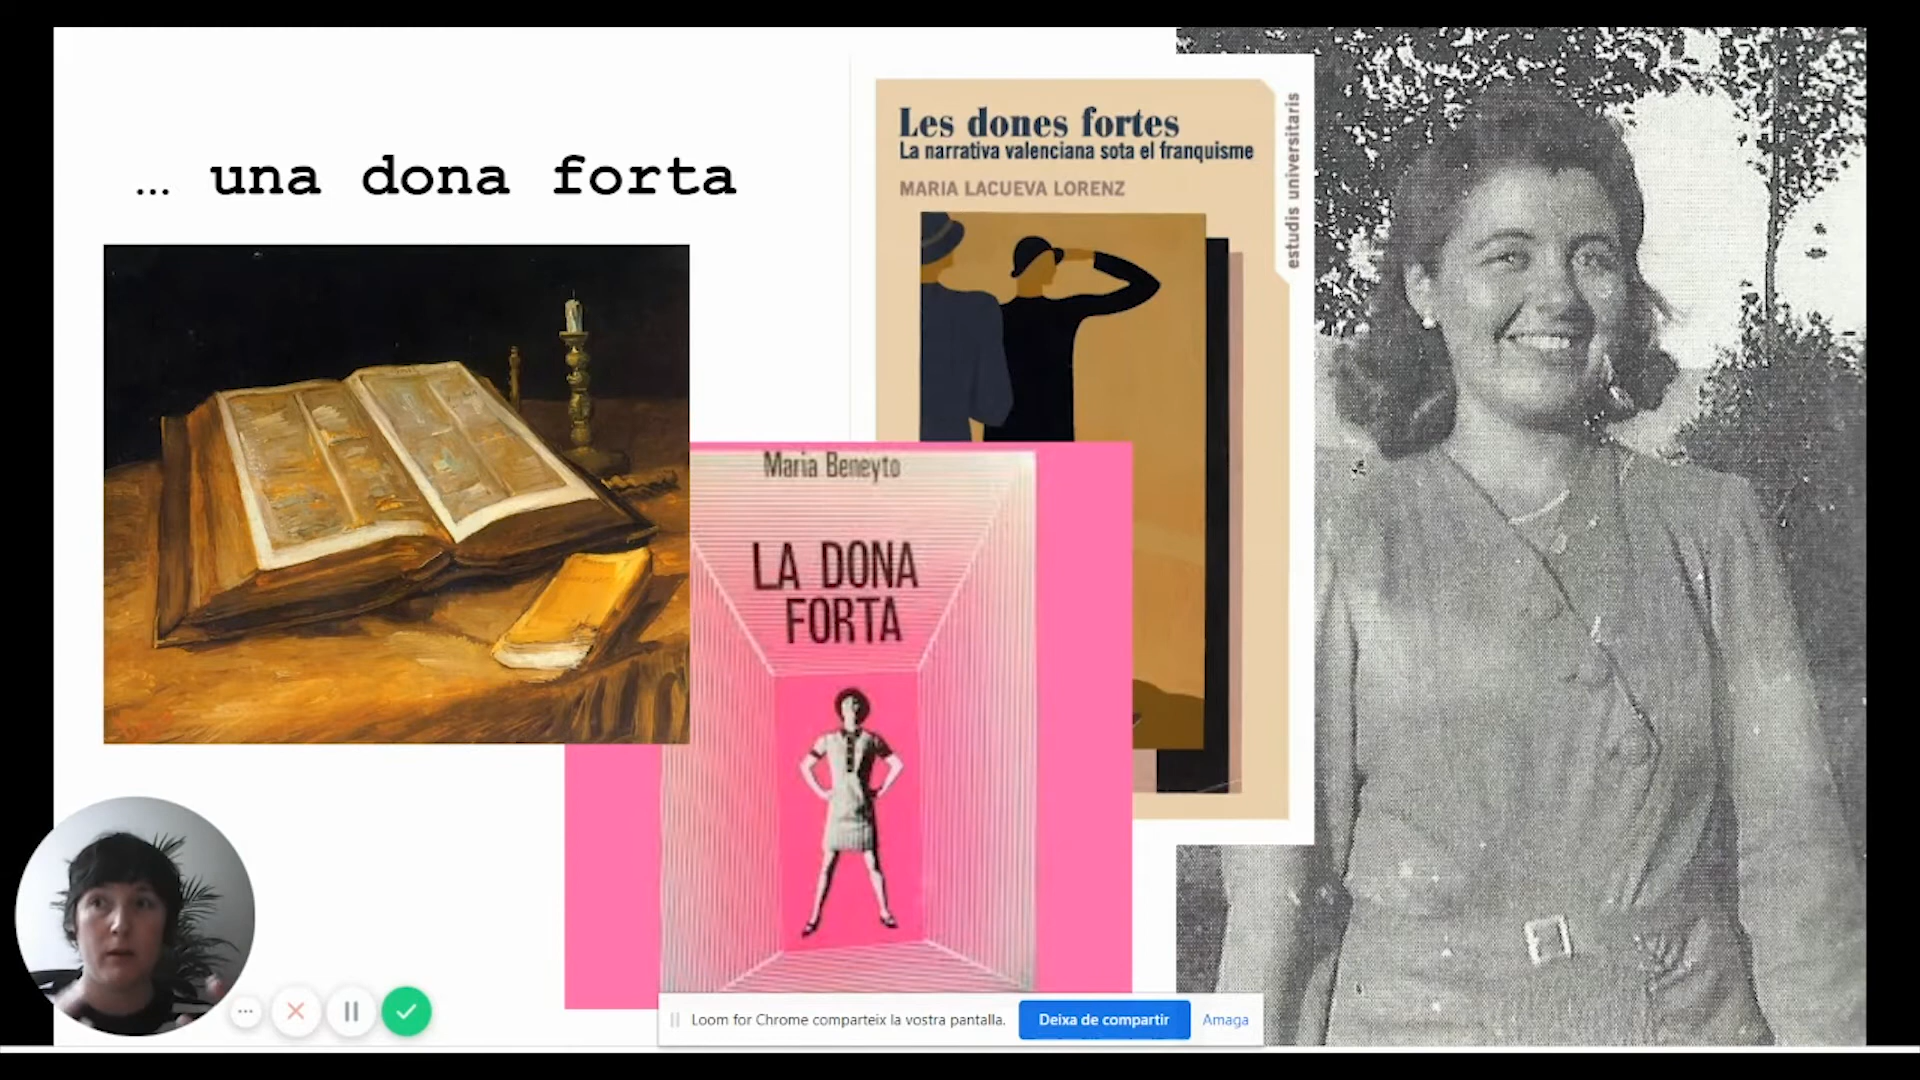 ... una dona forta
Les dones fortes
La narrativa valenciana sota el franquisme
MARIA LACUEVA LORENZ
estudis universitaris
Maria Beneyto
LA DONA
FORTA
Loom for Chrome comparteix la vostra pantalla.
Deixa de compartir
Amaga